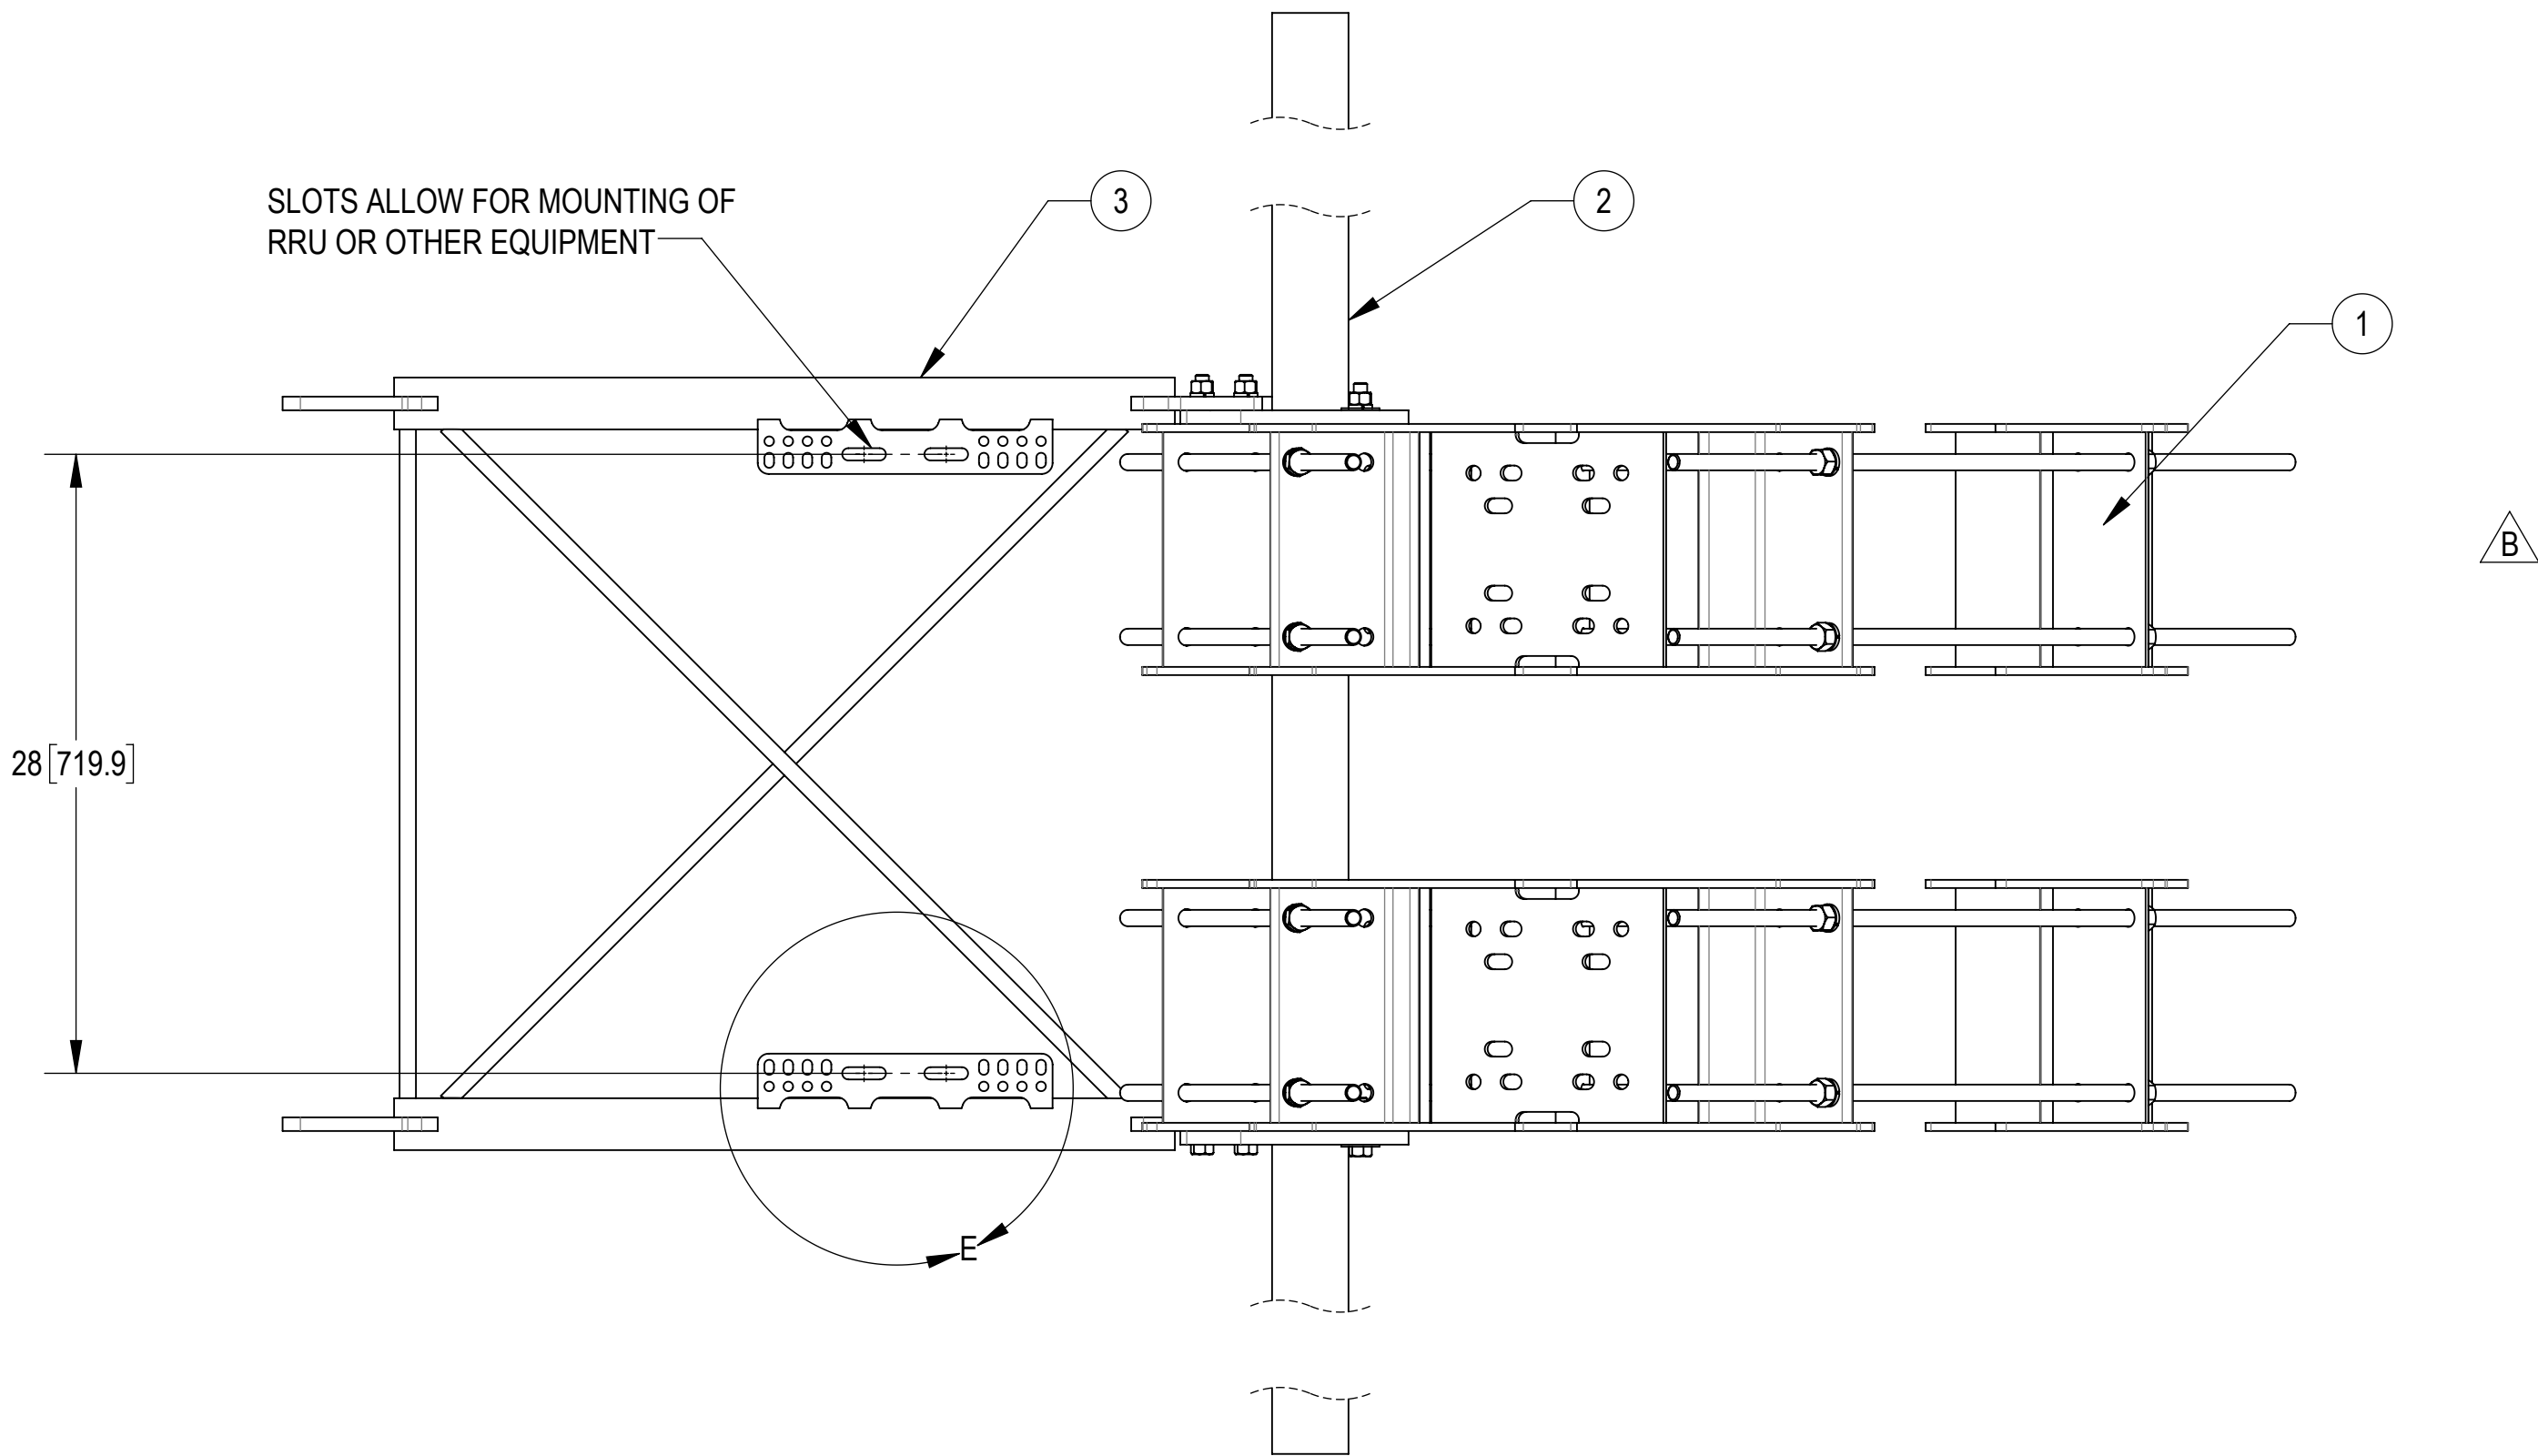 SLOTS ALLOW FOR MOUNTING OF
RRU OR OTHER EQUIPMENT
3
2
1
B
28[719.9]
E